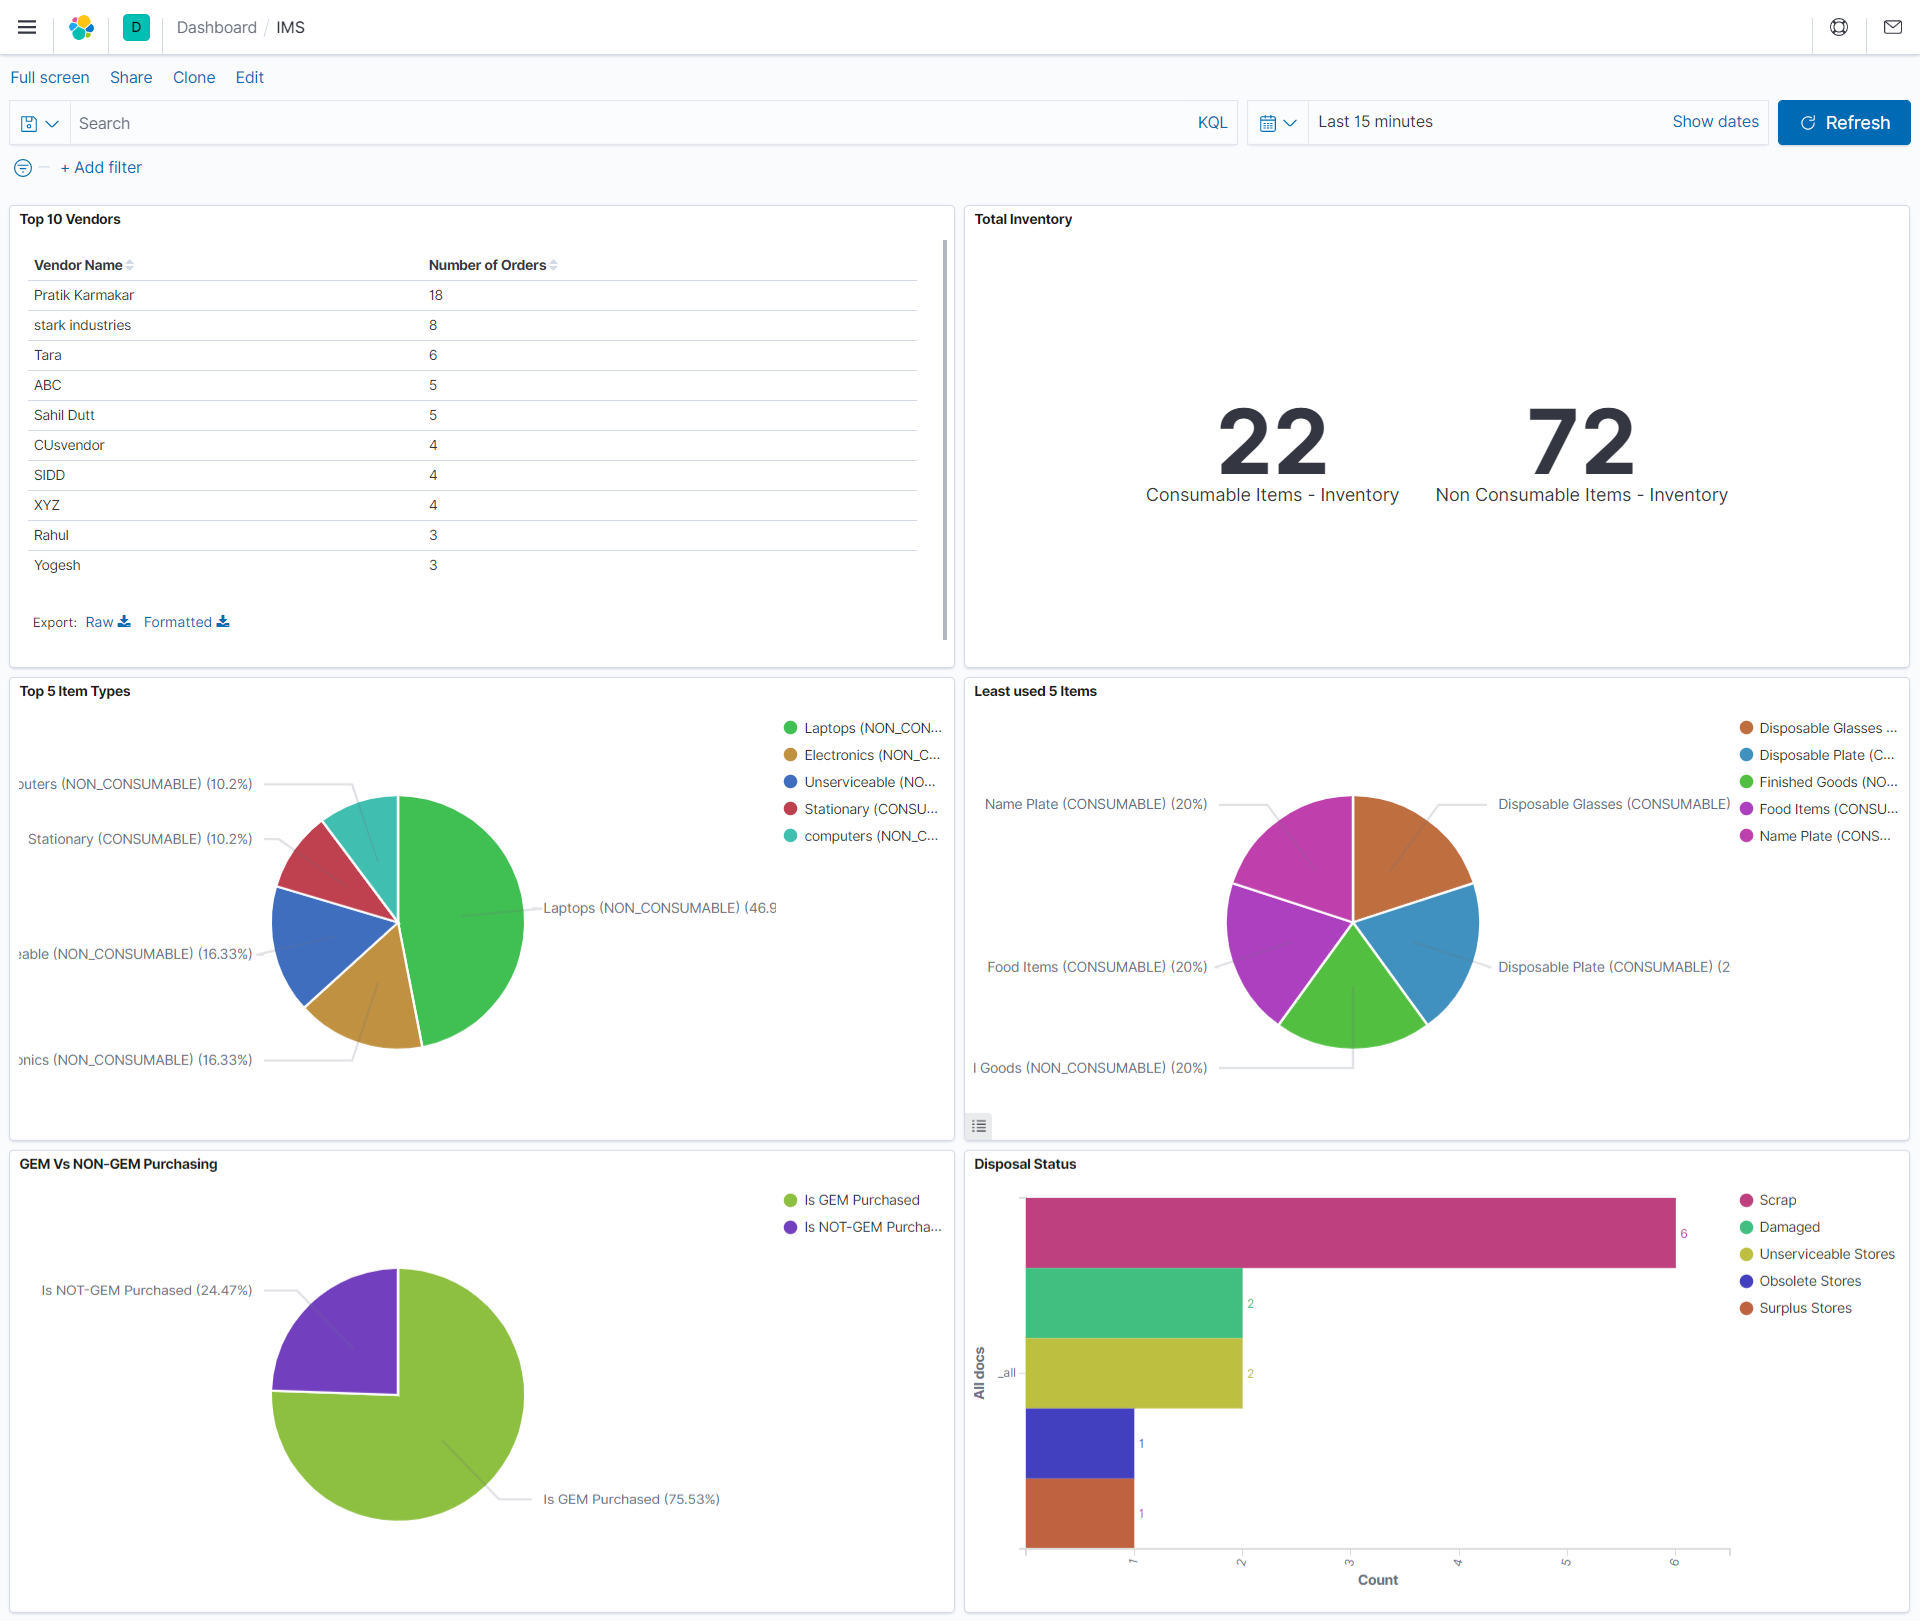 D Dashboard / IMS
Full screen Share Clone Edit
Search KQL Last 15 minutes Show dates Refresh
+ Add filter
Top 10 Vendors
Vendor Name Number of Orders
Pratik Karmakar 18
stark industries 8
Tara 6
ABC 5
Sahil Dutt 5
CUsvendor 4
SIDD 4
XYZ 4
Rahul 3
Yogesh 3
Export: Raw Formatted
Total Inventory
22 72
Consumable Items - Inventory Non Consumable Items - Inventory
Top 5 Item Types
Laptops (NON_CON...
Electronics (NON_C...
Unserviceable (NO...
Stationary (CONSU...
computers (NON_C...
outers (NON_CONSUMABLE) (10.2%)
Stationary (CONSUMABLE) (10.2%)
Laptops (NON_CONSUMABLE) (46.9
eable (NON_CONSUMABLE) (16.33%)
onics (NON_CONSUMABLE) (16.33%)
Least used 5 Items
Disposable Glasses ...
Disposable Plate (C...
Finished Goods (NO...
Food Items (CONSU...
Name Plate (CONS...
Name Plate (CONSUMABLE) (20%) Disposable Glasses (CONSUMABLE)
Food Items (CONSUMABLE) (20%) Disposable Plate (CONSUMABLE) (2
l Goods (NON_CONSUMABLE) (20%)
GEM Vs NON-GEM Purchasing
Is GEM Purchased
Is NOT-GEM Purcha...
Is NOT-GEM Purchased (24.47%)
Is GEM Purchased (75.53%)
Disposal Status
Scrap
Damaged
Unserviceable Stores
Obsolete Stores
Surplus Stores
6
2
2
1
1
All docs
_all
1 2 3 4 5 6
Count